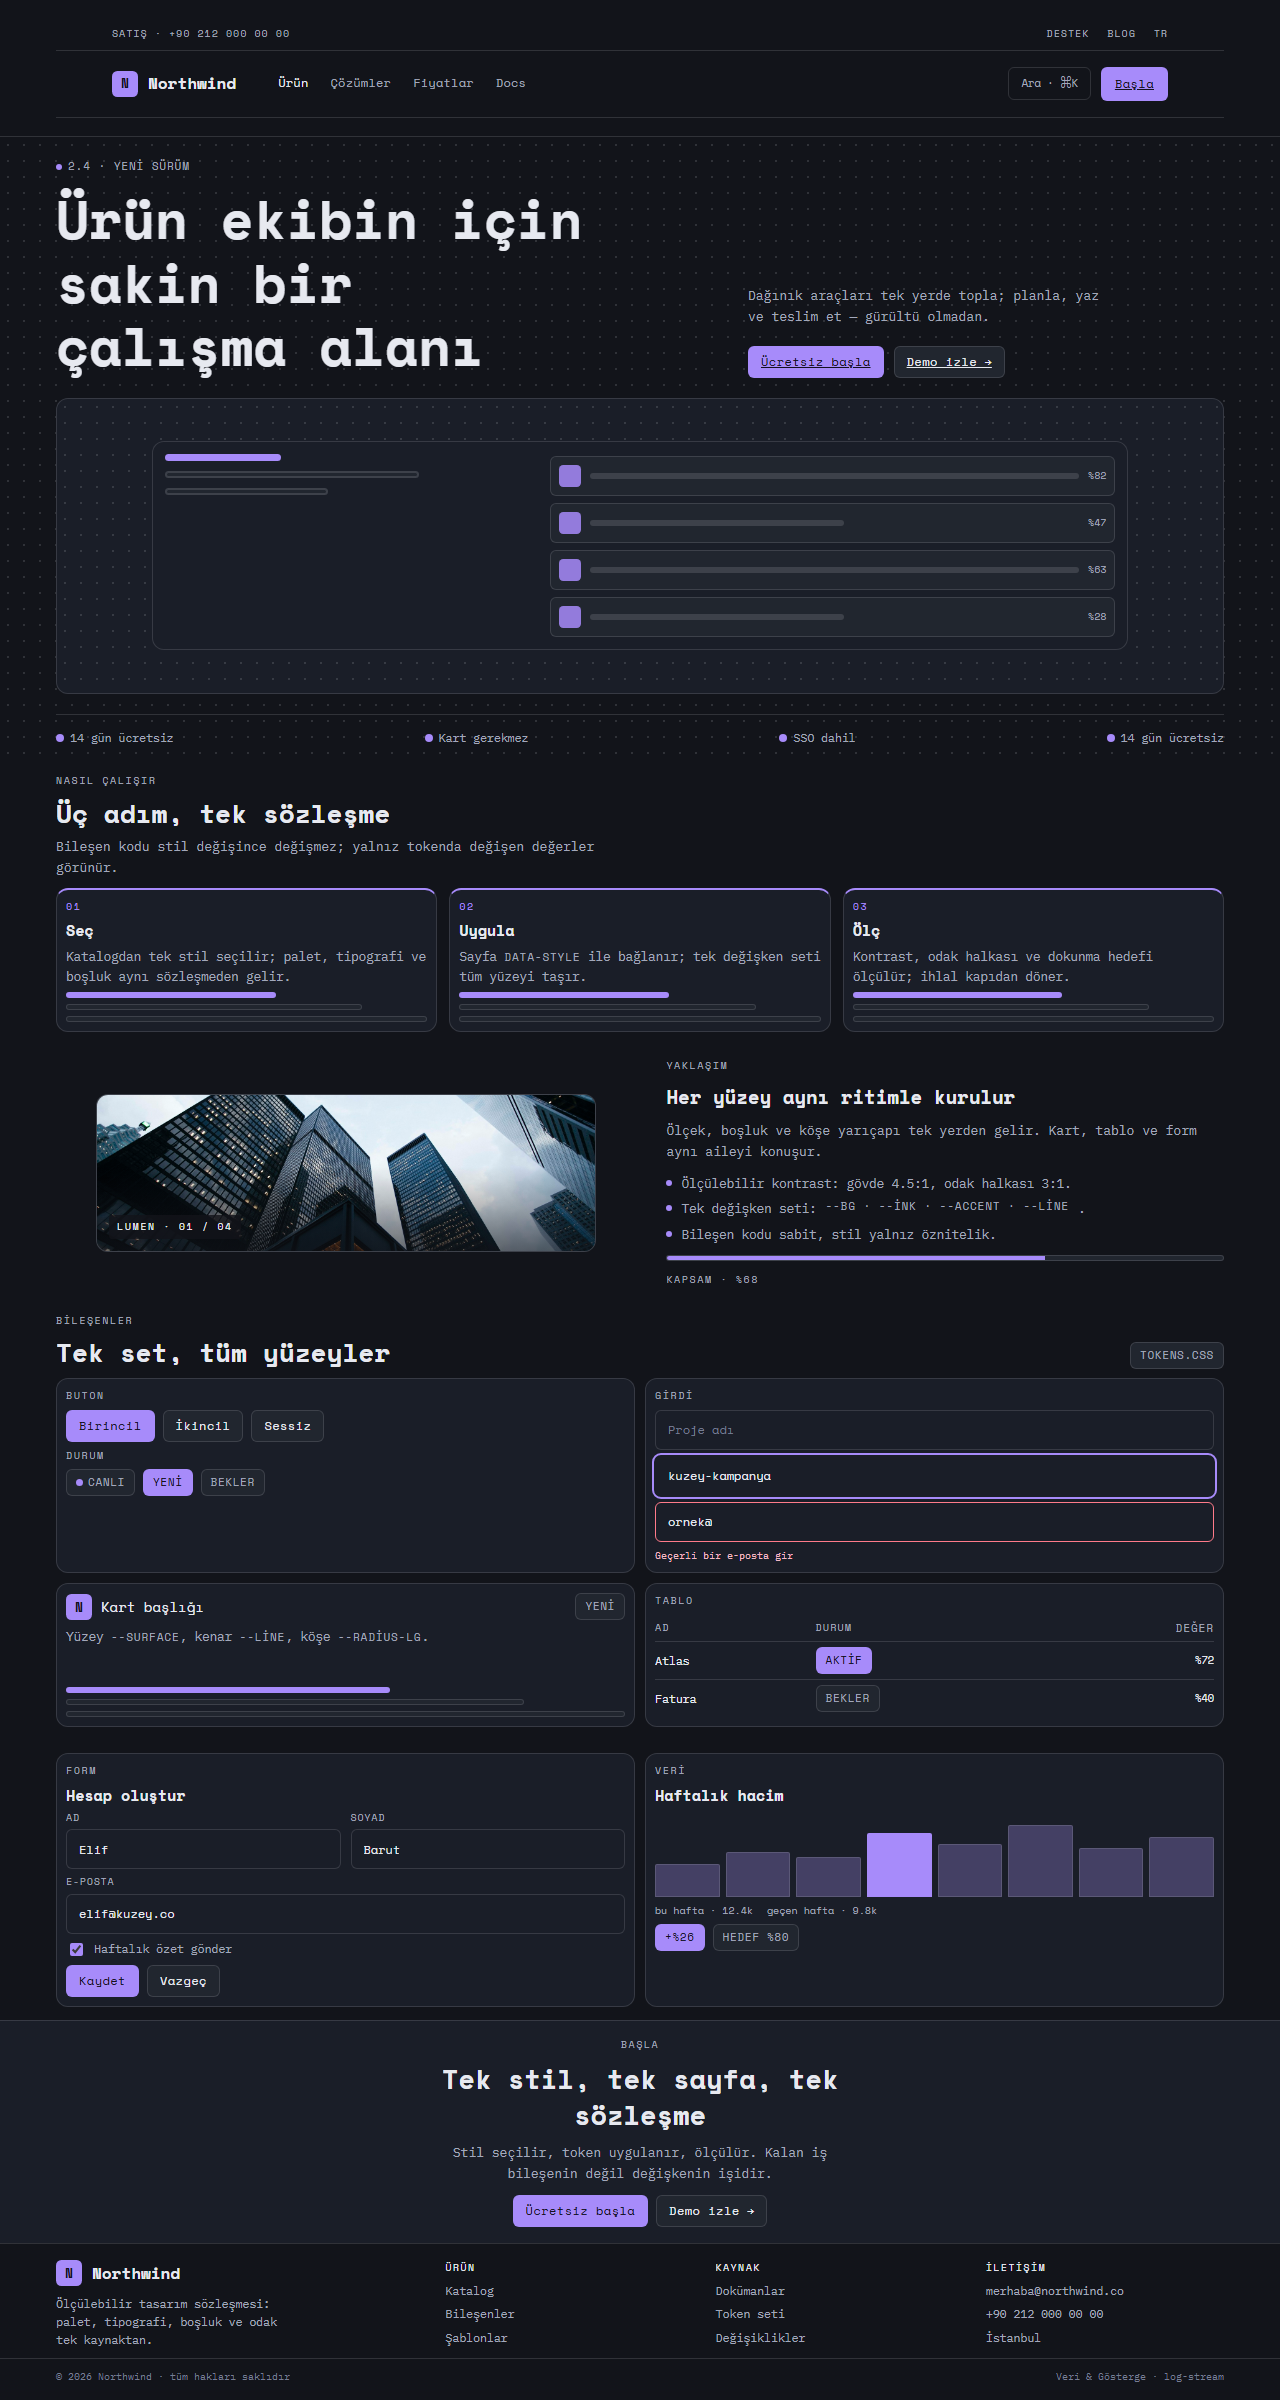 SATIŞ · +90 212 000 00 00
DESTEK BLOG TR
N Northwind Ürün Çözümler Fiyatlar Docs Ara · ⌘K Başla
2.4 · YENİ SÜRÜM
Ürün ekibin için
sakin bir
çalışma alanı
Dağınık araçları tek yerde topla; planla, yaz
ve teslim et — gürültü olmadan.
Ücretsiz başla Demo izle →
%82
%47
%63
%28
14 gün ücretsiz Kart gerekmez SSO dahil 14 gün ücretsiz
NASIL ÇALIŞIR
Üç adım, tek sözleşme
Bileşen kodu stil değişince değişmez; yalnız tokenda değişen değerler
görünür.
01
Seç
Katalogdan tek stil seçilir; palet, tipografi ve
boşluk aynı sözleşmeden gelir.
02
Uygula
Sayfa DATA-STYLE ile bağlanır; tek değişken seti
tüm yüzeyi taşır.
03
Ölç
Kontrast, odak halkası ve dokunma hedefi
ölçülür; ihlal kapıdan döner.
LUMEN · 01 / 04
YAKLAŞIM
Her yüzey aynı ritimle kurulur
Ölçek, boşluk ve köşe yarıçapı tek yerden gelir. Kart, tablo ve form
aynı aileyi konuşur.
Ölçülebilir kontrast: gövde 4.5:1, odak halkası 3:1.
Tek değişken seti: --BG · --İNK · --ACCENT · --LİNE .
Bileşen kodu sabit, stil yalnız öznitelik.
KAPSAM · %68
BİLEŞENLER
Tek set, tüm yüzeyler
TOKENS.CSS
BUTON
Birincil İkincil Sessiz
DURUM
CANLI YENİ BEKLER
GİRDİ
Proje adı
kuzey-kampanya
ornek@
Geçerli bir e-posta gir
N Kart başlığı YENİ
Yüzey --SURFACE, kenar --LİNE, köşe --RADİUS-LG.
TABLO
AD DURUM DEĞER
Atlas AKTİF %72
Fatura BEKLER %40
FORM
Hesap oluştur
AD SOYAD
Elif Barut
E-POSTA
elif@kuzey.co
Haftalık özet gönder
Kaydet Vazgeç
VERİ
Haftalık hacim
bu hafta · 12.4k geçen hafta · 9.8k
+%26 HEDEF %80
BAŞLA
Tek stil, tek sayfa, tek
sözleşme
Stil seçilir, token uygulanır, ölçülür. Kalan iş
bileşenin değil değişkenin işidir.
Ücretsiz başla Demo izle →
N Northwind
Ölçülebilir tasarım sözleşmesi:
palet, tipografi, boşluk ve odak
tek kaynaktan.
ÜRÜN
Katalog
Bileşenler
Şablonlar
KAYNAK
Dokümanlar
Token seti
Değişiklikler
İLETİŞİM
merhaba@northwind.co
+90 212 000 00 00
İstanbul
© 2026 Northwind · tüm hakları saklıdır
Veri & Gösterge · log-stream